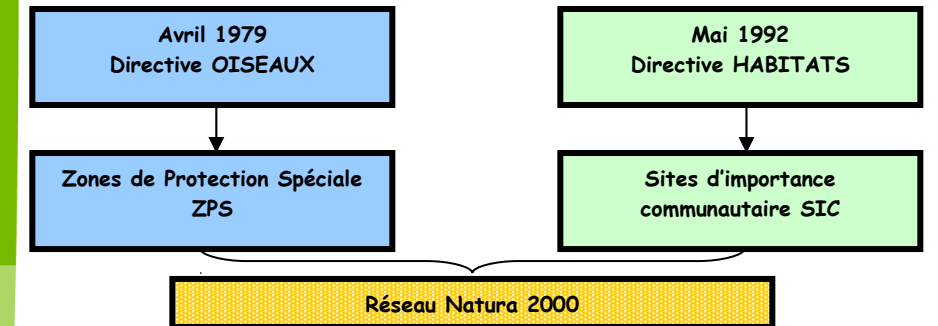 Avril 1979
Directive OISEAUX
Mai 1992
Directive HABITATS
Zones de Protection Spéciale
ZPS
Sites d'importance
communautaire SIC
Réseau Natura 2000